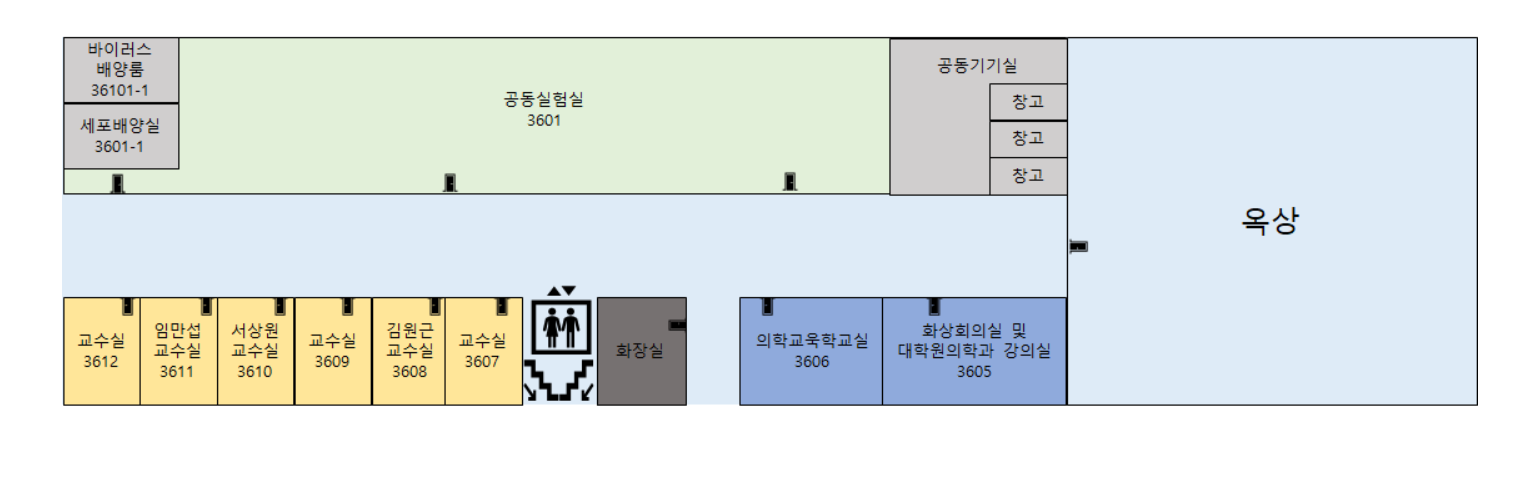 바이러스
배양룸
36101-1
세포배양실
3601-1
공동실험실
3601
공동기기실
창고
창고
창고
옥상
교수실
3612
임만섭
교수실
3611
서상원
교수실
3610
교수실
3609
김원근
교수실
3608
교수실
3607
화장실
의학교욱학교실
3606
화상회의실 및
대학원의학과 강의실
3605